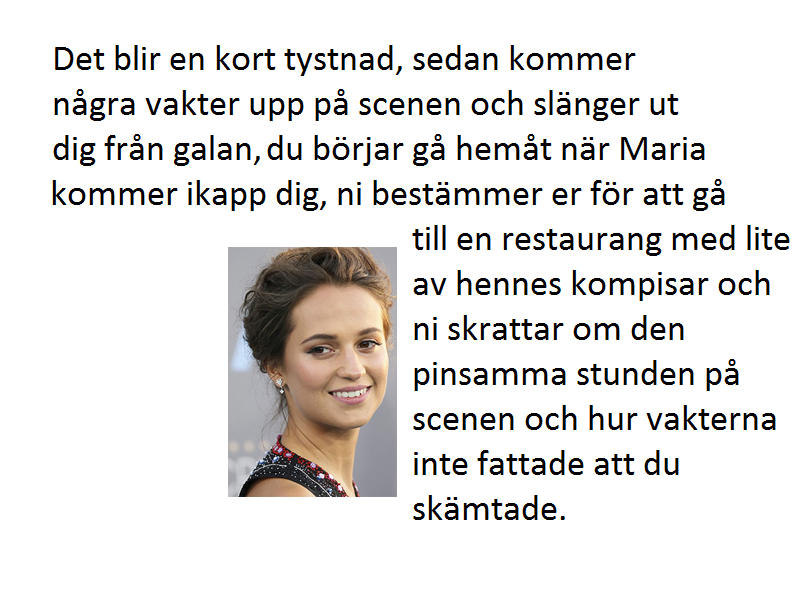 Det blir en kort tystnad, sedan kommer
några vakter upp på scenen och slänger ut
dig från galan, du börjar gå hemåt när Maria
kommer ikapp dig, ni bestämmer er för att gå
till en restaurang med lite
av hennes kompisar och
ni skrattar om den
pinsamma stunden på
scenen och hur vakterna
inte fattade att du
skämtade.